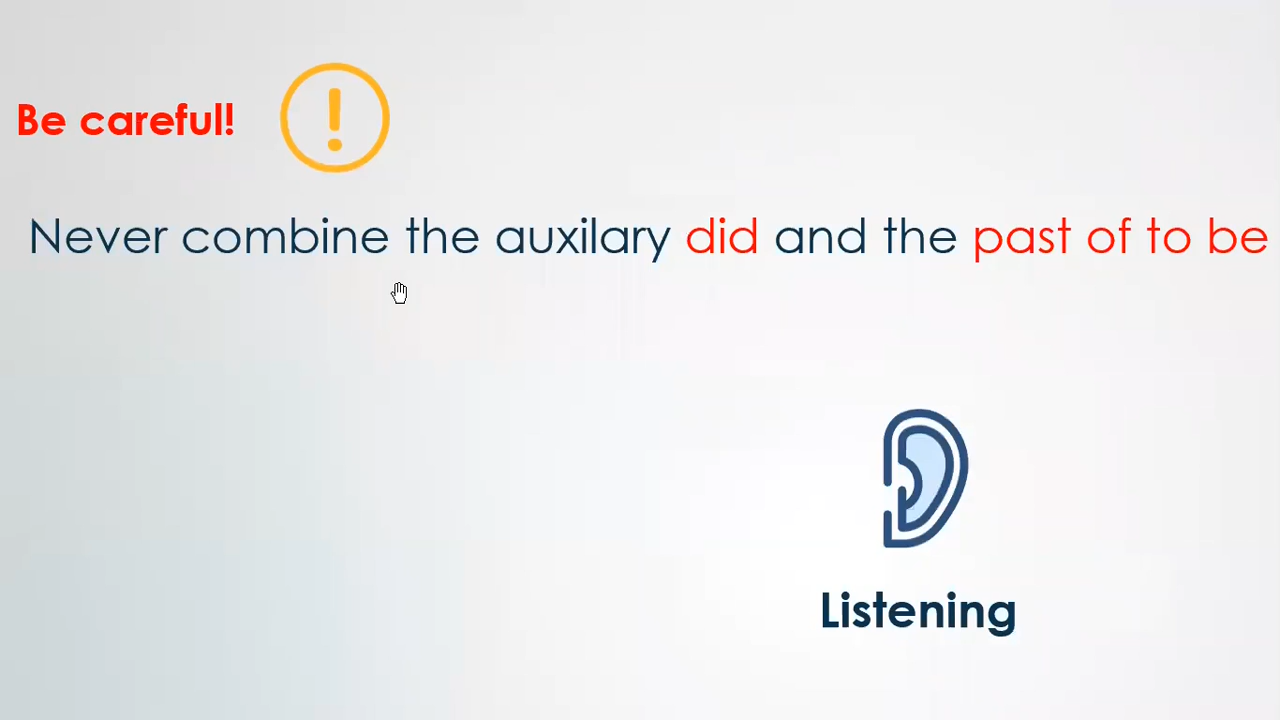 Be careful!
Never combine the auxilary did and the past of to be
Listening